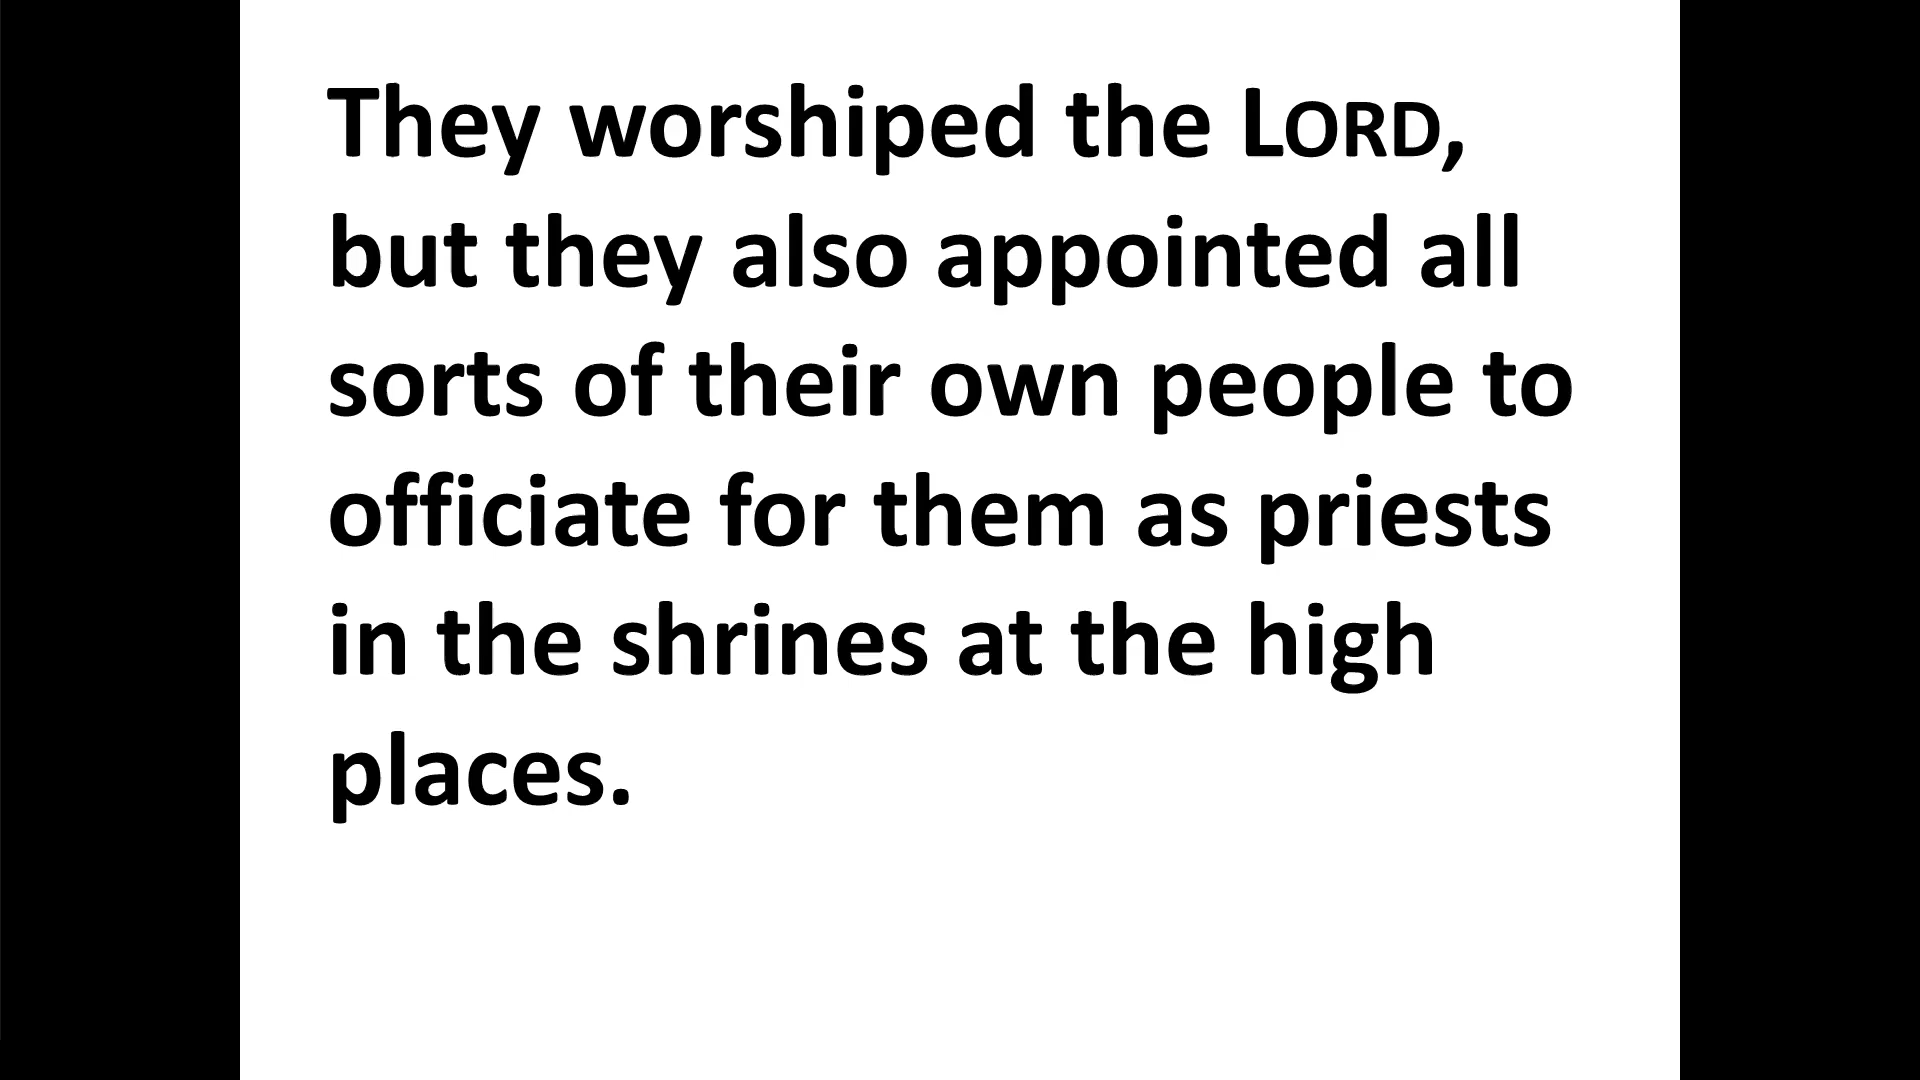 They worshiped the LORD,
but they also appointed all
sorts of their own people to
officiate for them as priests
in the shrines at the high
places.